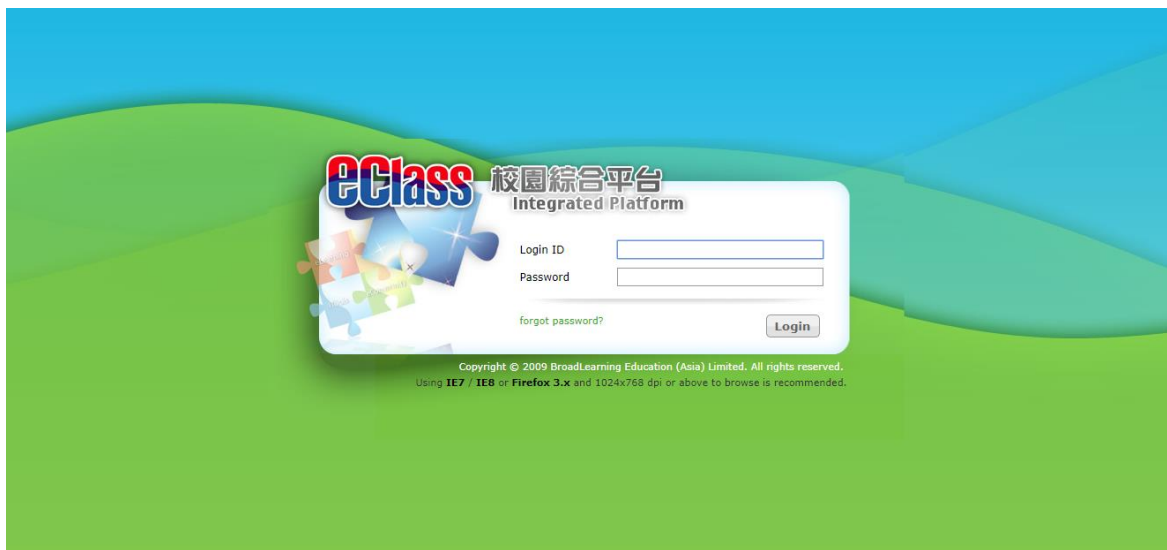 eClass 校園綜合平台
Integrated Platform
Login ID
Password
forgot password?
Login
Copyright © 2009 BroadLearning Education (Asia) Limited. All rights reserved.
Using IE7 / IE8 or Firefox 3.x and 1024x768 dpi or above to browse is recommended.